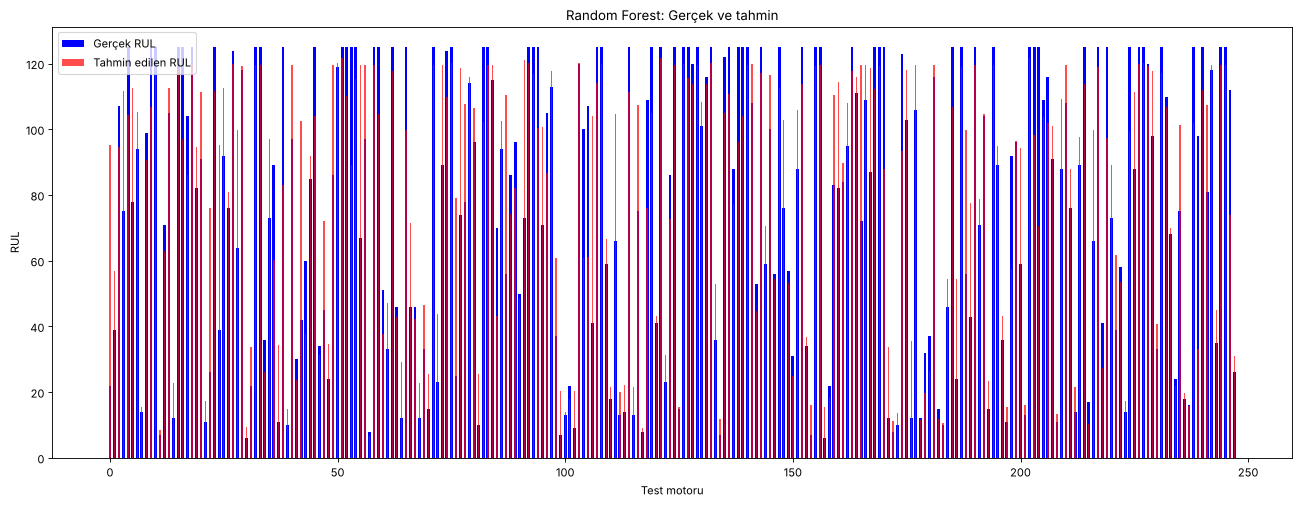 Random Forest: Gerçek ve tahmin
Gerçek RUL
Tahmin edilen RUL
RUL
120
100
80
60
40
20
0
0 50 100 150 200 250
Test motoru